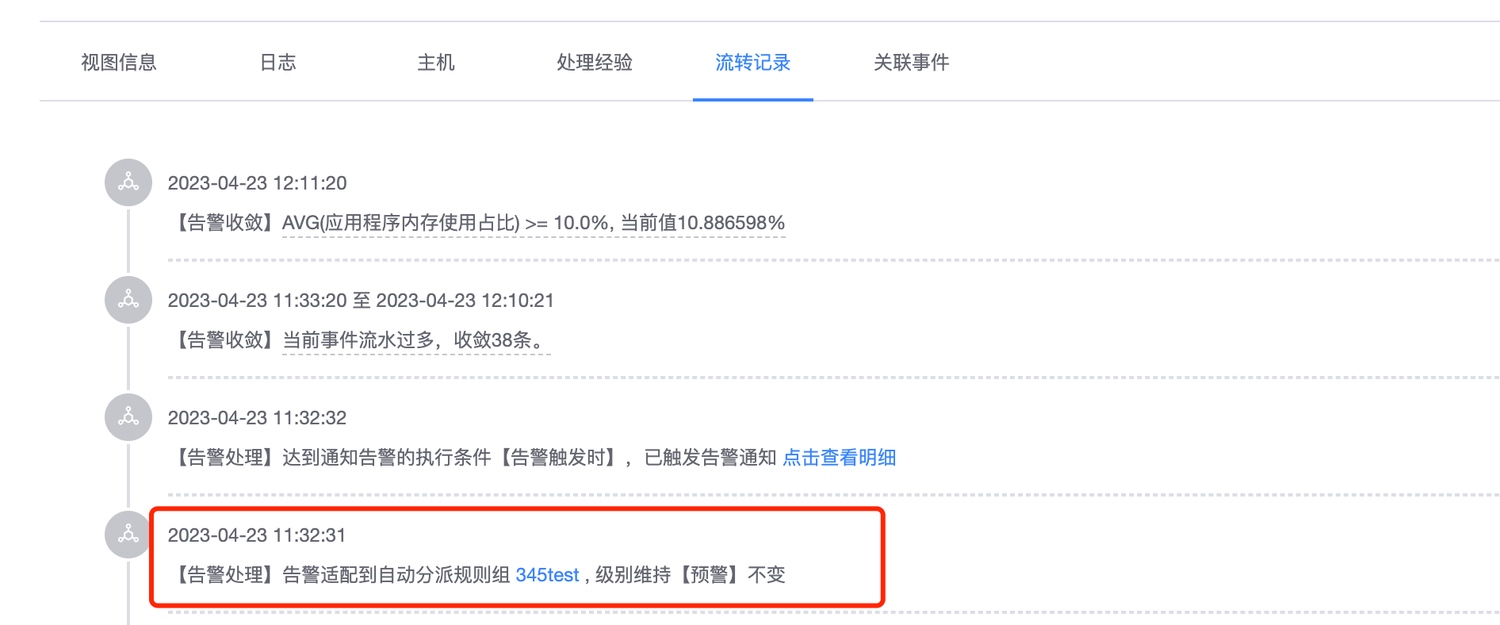 视图信息 日志 主机 处理经验 流转记录 关联事件
2023-04-23 12:11:20
【告警收敛】AVG(应用程序内存使用占比) >= 10.0%, 当前值10.886598%
2023-04-23 11:33:20 至 2023-04-23 12:10:21
【告警收敛】当前事件流水过多，收敛38条。
2023-04-23 11:32:32
【告警处理】达到通知告警的执行条件【告警触发时】，已触发告警通知 点击查看明细
2023-04-23 11:32:31
【告警处理】告警适配到自动分派规则组 345test , 级别维持【预警】不变